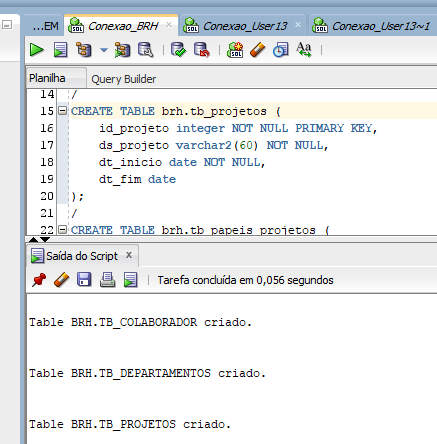 ...EM Conexao_BRH Conexao_User13 Conexao_User13~1
Planilha Query Builder
14 /
15 CREATE TABLE brh.tb_projetos (
16 id_projeto integer NOT NULL PRIMARY KEY,
17 ds_projeto varchar2(60) NOT NULL,
18 dt_inicio date NOT NULL,
19 dt_fim date
20 );
21 /
22 CREATE TABLE brh.tb papeis projetos (
Saída do Script x
Tarefa concluída em 0,056 segundos
Table BRH.TB_COLABORADOR criado.
Table BRH.TB_DEPARTAMENTOS criado.
Table BRH.TB_PROJETOS criado.